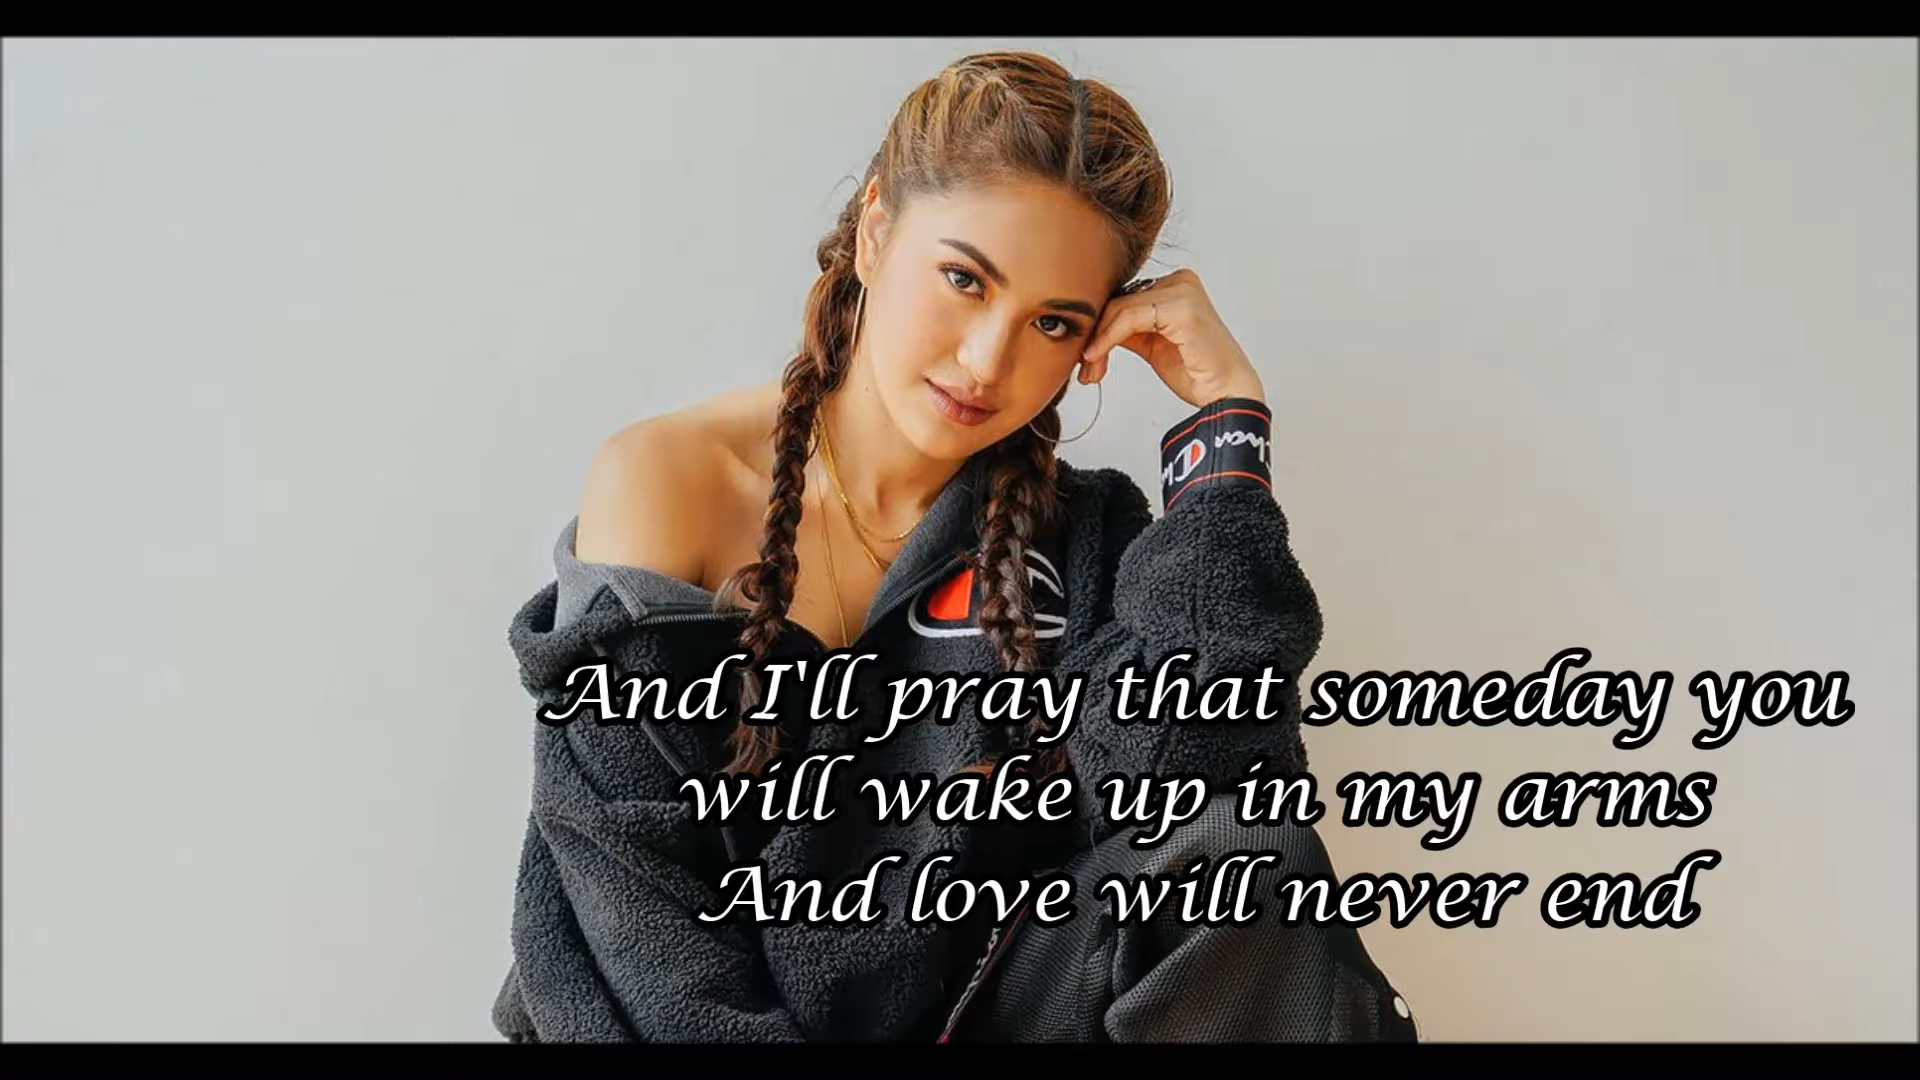 And I'll pray that someday you
will wake up in my arms
And love will never end